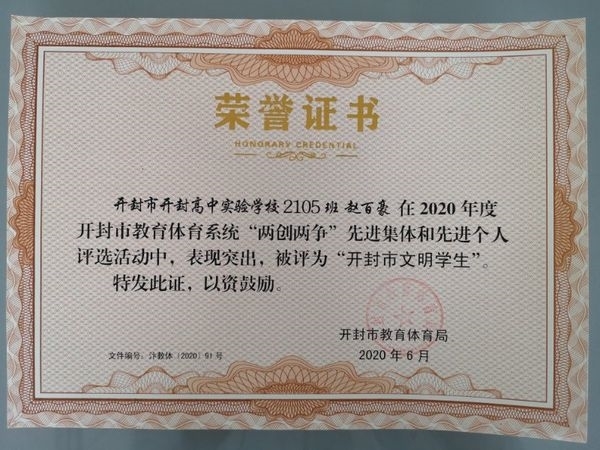 荣誉证书
HONORARY CREDENTIAL
开封市开封高中实验学校2105班 赵百豪 在2020年度
开封市教育体育系统“两创两争”先进集体和先进个人
评选活动中，表现突出，被评为“开封市文明学生”。
特发此证，以资鼓励。
开封市教育体育局
文件编号：汴教体（2020）91号
2020年6月